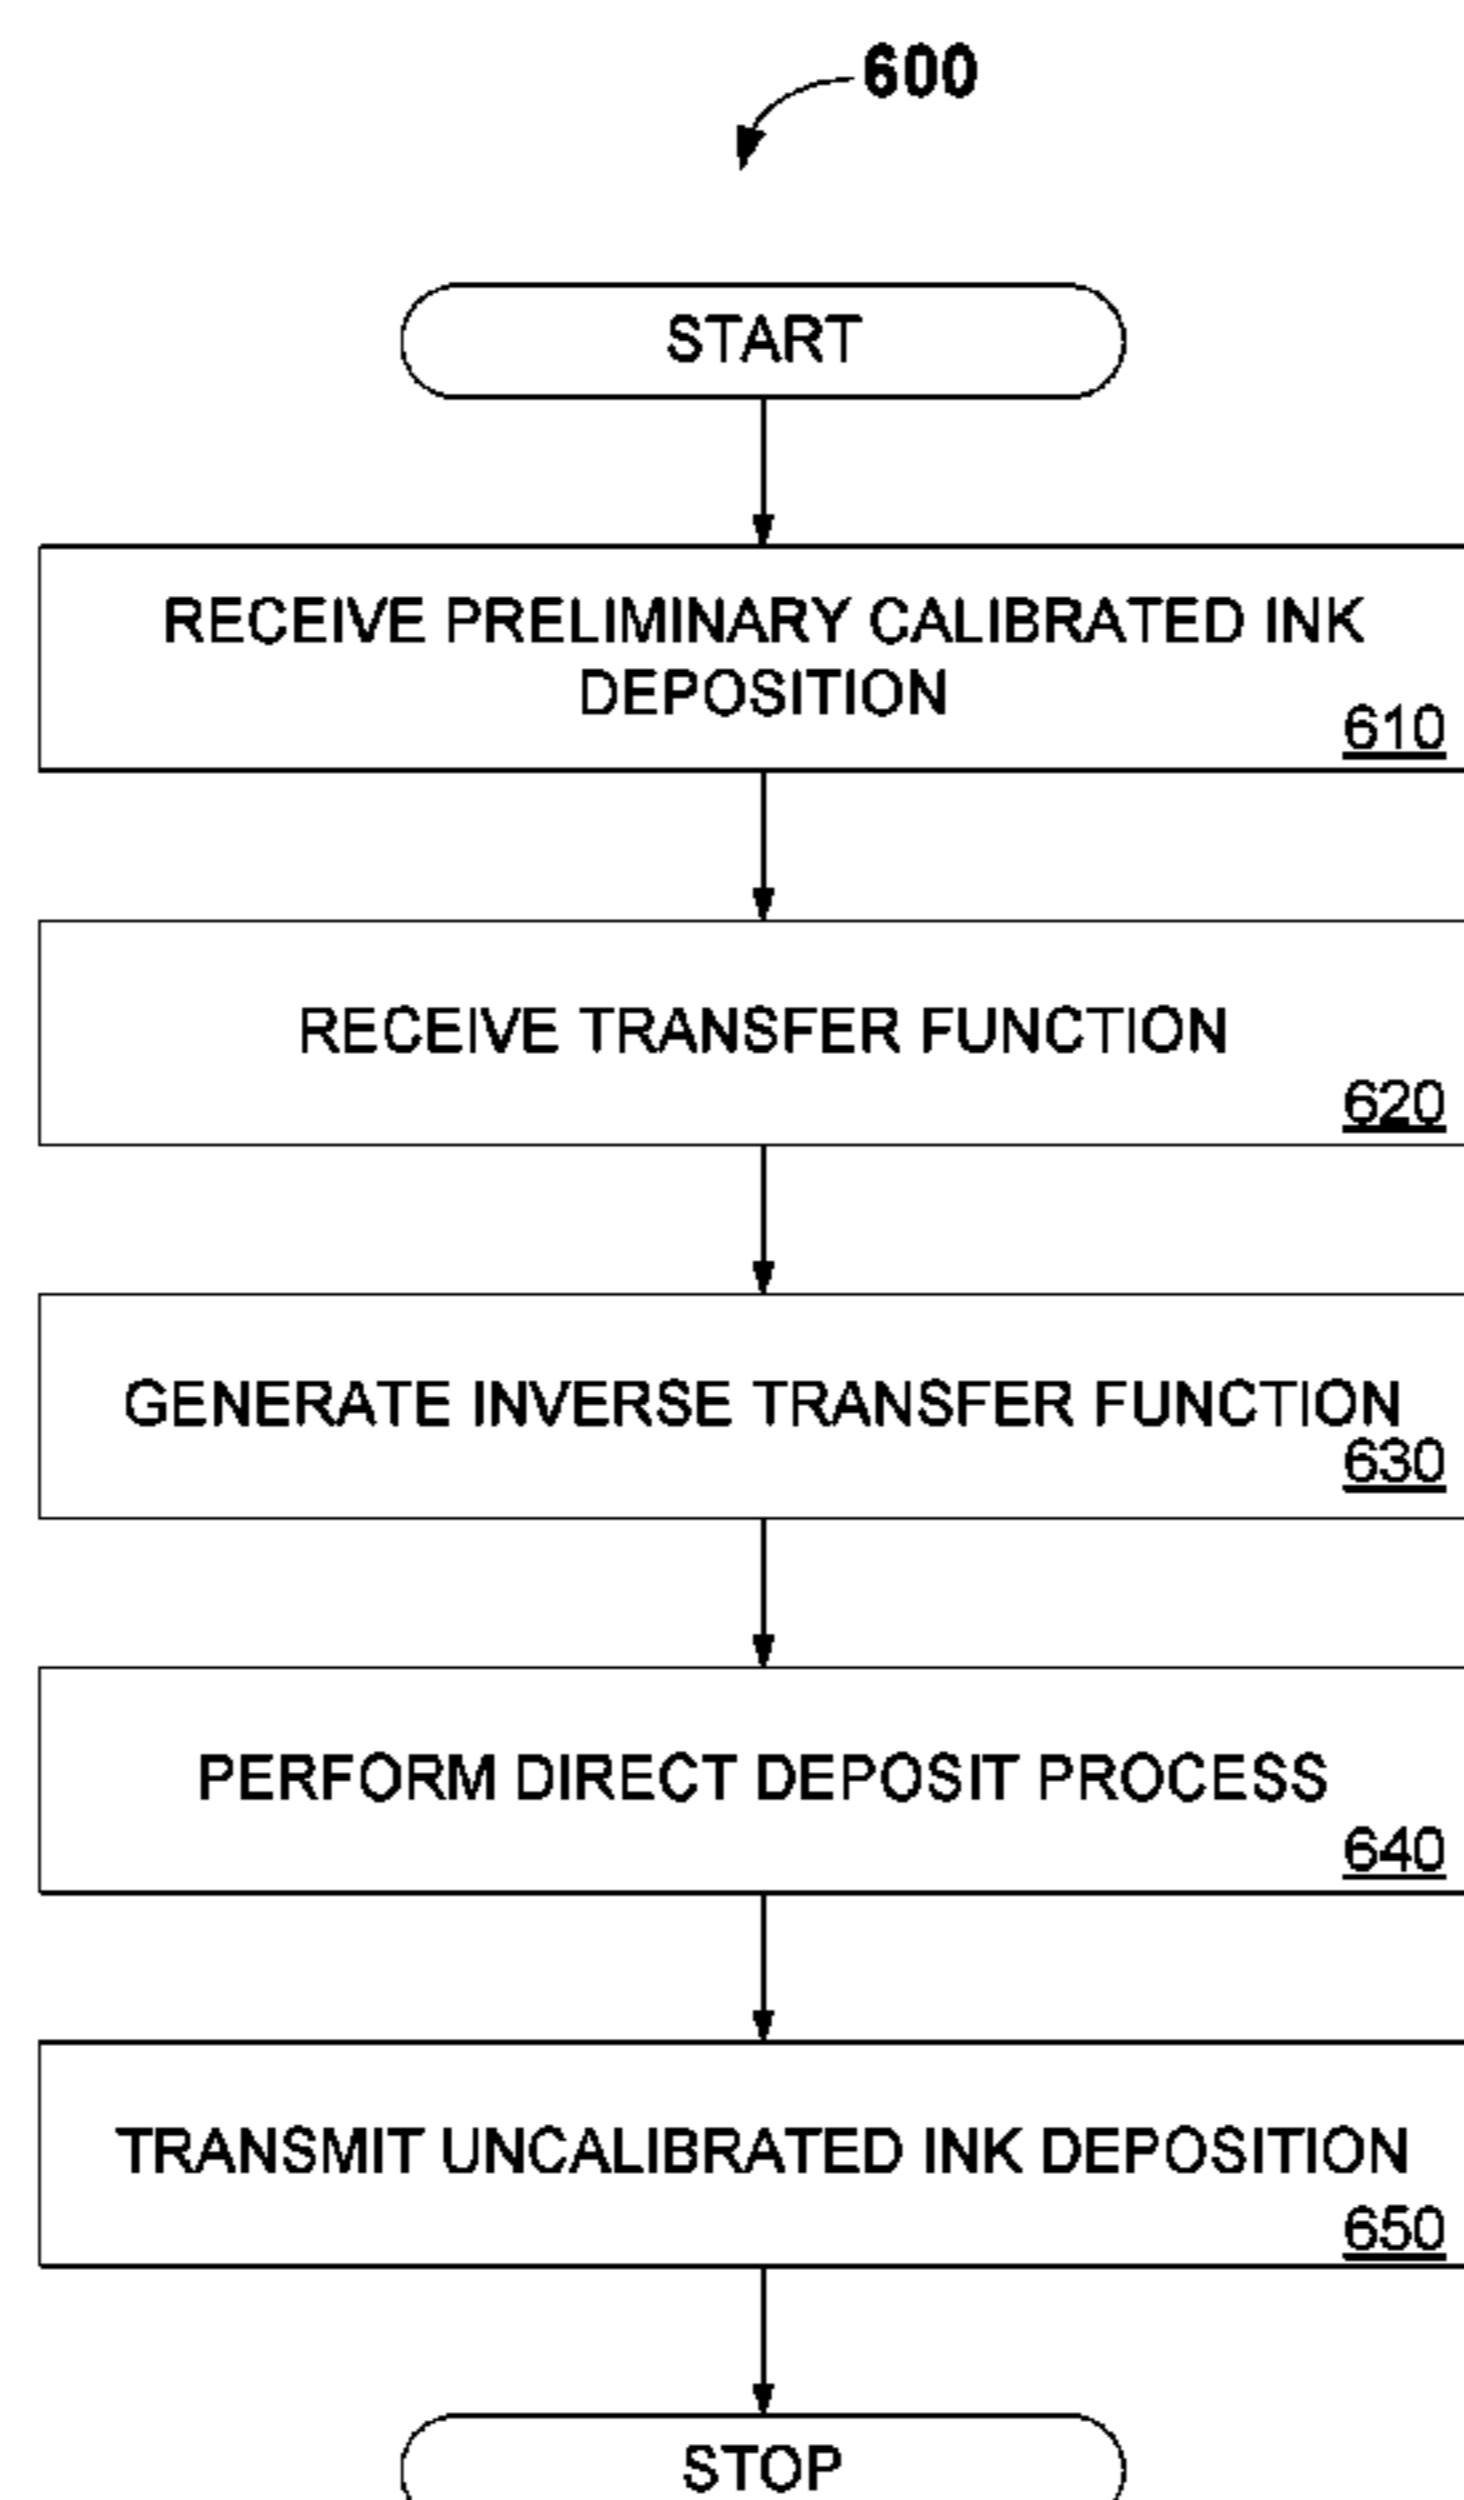 600
START
RECEIVE PRELIMINARY CALIBRATED INK
DEPOSITION
610
RECEIVE TRANSFER FUNCTION
620
GENERATE INVERSE TRANSFER FUNCTION
630
PERFORM DIRECT DEPOSIT PROCESS
640
TRANSMIT UNCALIBRATED INK DEPOSITION
650
STOP